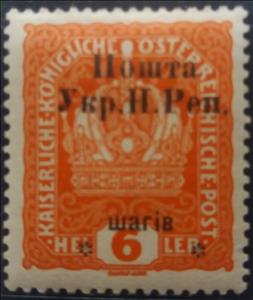 Пошта
Укр.Н.Реп.
KAISERLICHE KÖNIGLICHE ÖSTERREICHISCHE POST
шагів
* *
HELLER
6